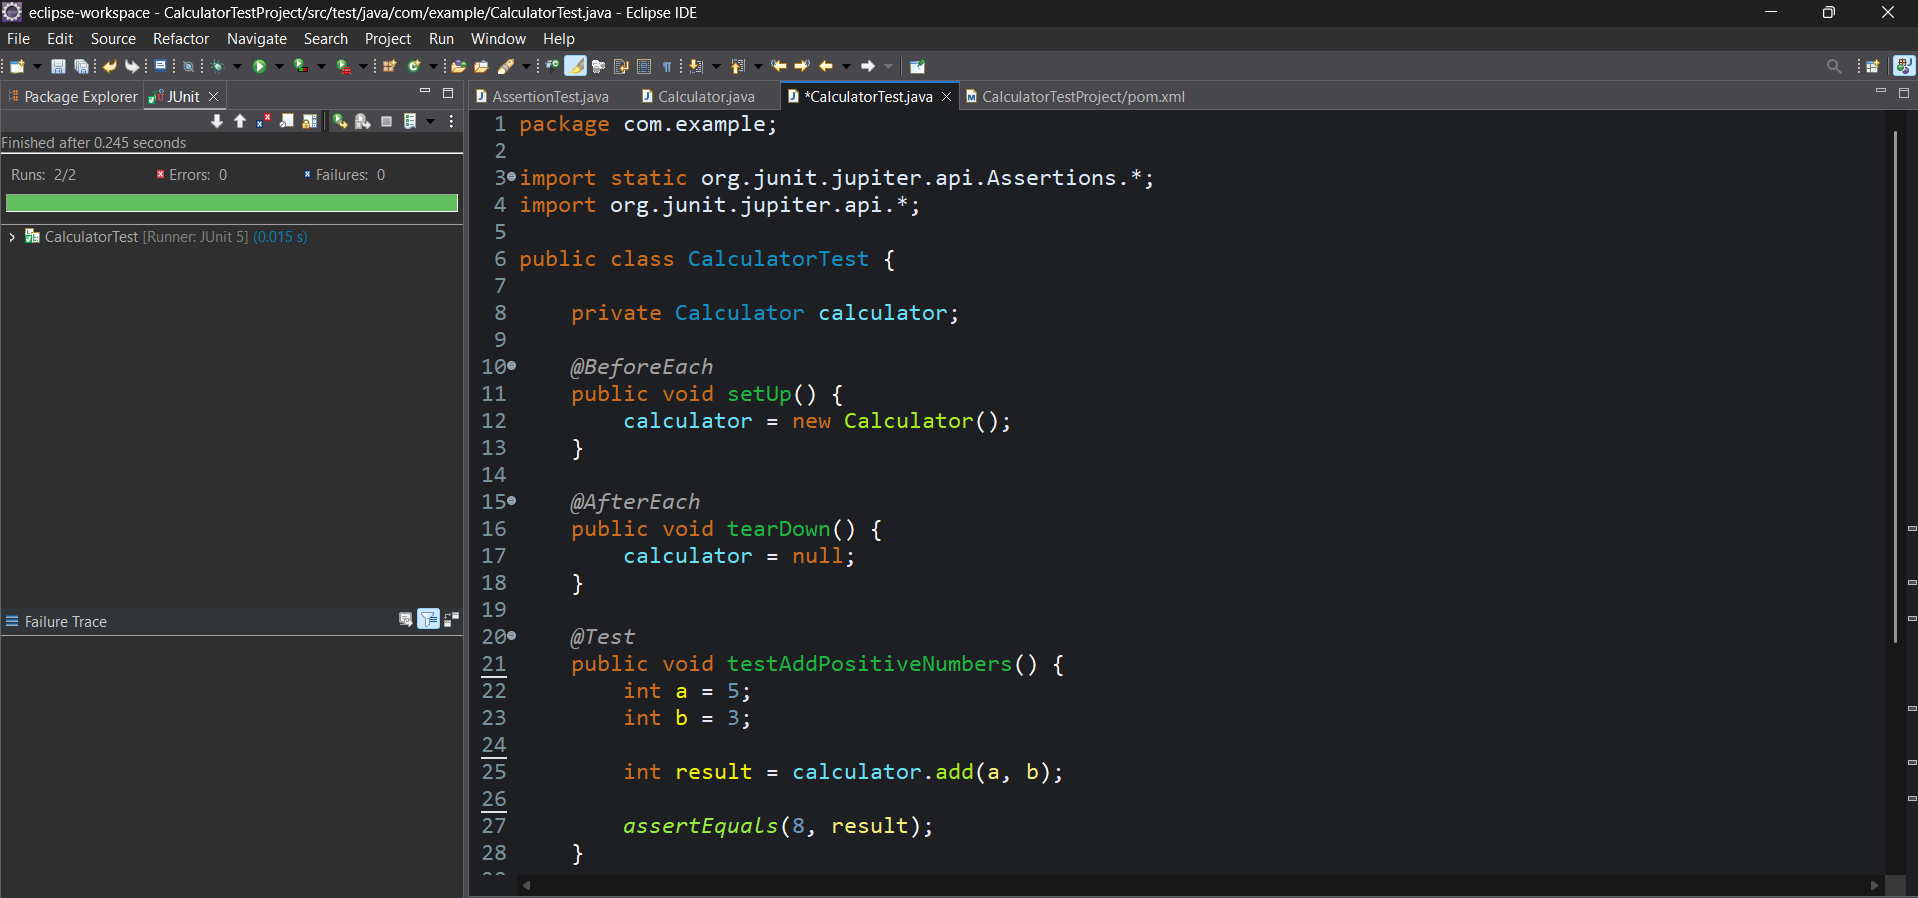 eclipse-workspace - CalculatorTestProject/src/test/java/com/example/CalculatorTest.java - Eclipse IDE
File Edit Source Refactor Navigate Search Project Run Window Help
Package Explorer JUnit
AssertionTest.java Calculator.java *CalculatorTest.java CalculatorTestProject/pom.xml
Finished after 0.245 seconds
Runs: 2/2 Errors: 0 Failures: 0
CalculatorTest [Runner: JUnit 5] (0.015 s)
Failure Trace
1 package com.example;
2
3 import static org.junit.jupiter.api.Assertions.*;
4 import org.junit.jupiter.api.*;
5
6 public class CalculatorTest {
7
8     private Calculator calculator;
9
10     @BeforeEach
11     public void setUp() {
12         calculator = new Calculator();
13     }
14
15     @AfterEach
16     public void tearDown() {
17         calculator = null;
18     }
19
20     @Test
21     public void testAddPositiveNumbers() {
22         int a = 5;
23         int b = 3;
24
25         int result = calculator.add(a, b);
26
27         assertEquals(8, result);
28     }